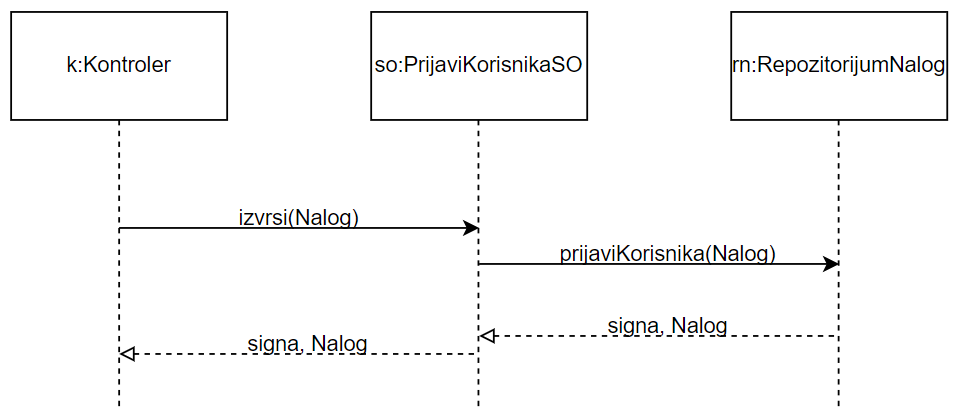 k:Kontroler
so:PrijaviKorisnikaSO
rn:RepozitorijumNalog
izvrsi(Nalog)
prijaviKorisnika(Nalog)
signa, Nalog
signa, Nalog